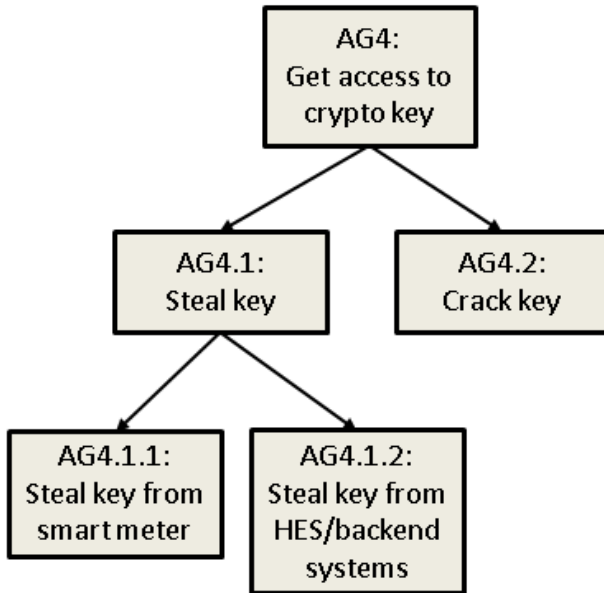 AG4:
Get access to
crypto key
AG4.1:
Steal key
AG4.2:
Crack key
AG4.1.1:
Steal key from
smart meter
AG4.1.2:
Steal key from
HES/backend
systems